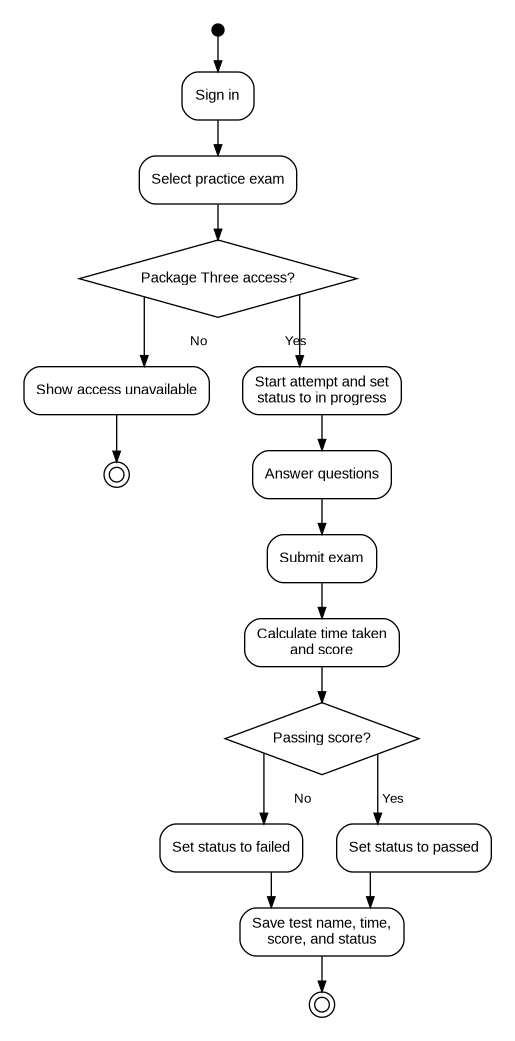 Sign in
Select practice exam
Package Three access?
No
Yes
Show access unavailable
Start attempt and set
status to in progress
Answer questions
Submit exam
Calculate time taken
and score
Passing score?
No
Yes
Set status to failed
Set status to passed
Save test name, time,
score, and status